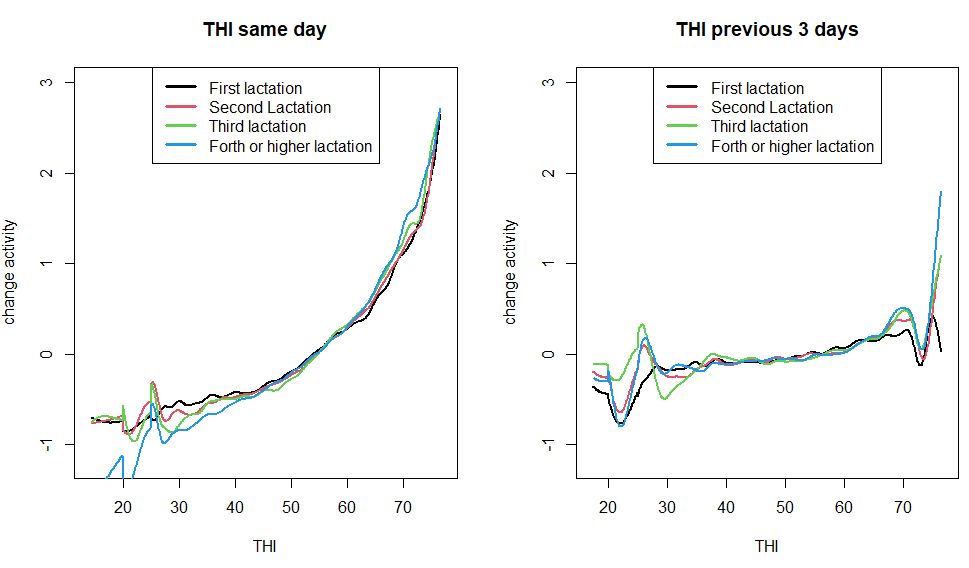 THI same day
change activity
3
2
1
0
-1
First lactation
Second Lactation
Third lactation
Forth or higher lactation
20 30 40 50 60 70
THI
THI previous 3 days
change activity
3
2
1
0
-1
First lactation
Second Lactation
Third lactation
Forth or higher lactation
20 30 40 50 60 70
THI